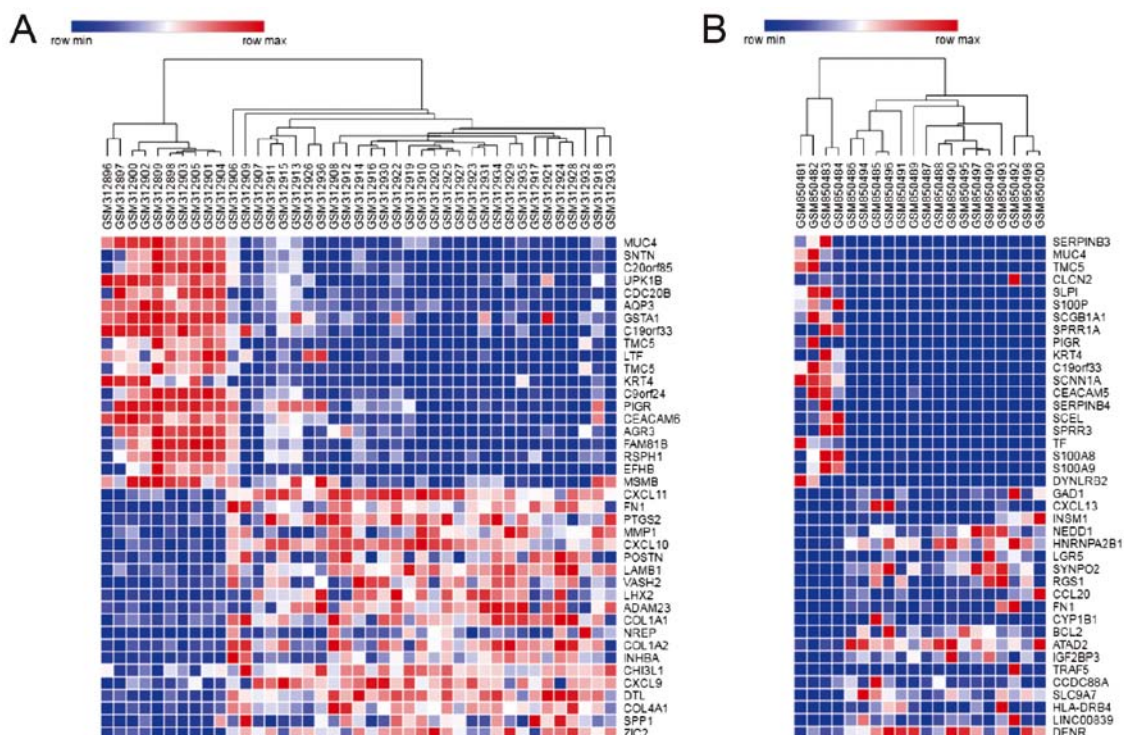 A
row min
row max
GSM312896
GSM312897
GSM312900
GSM312902
GSM312899
GSM312898
GSM312903
GSM312905
GSM312901
GSM312904
GSM312906
GSM312909
GSM312907
GSM312911
GSM312915
GSM312913
GSM312926
GSM312936
GSM312908
GSM312912
GSM312914
GSM312916
GSM312930
GSM312922
GSM312919
GSM312910
GSM312920
GSM312925
GSM312927
GSM312923
GSM312931
GSM312934
GSM312929
GSM312935
GSM312917
GSM312921
GSM312924
GSM312928
GSM312932
GSM312918
GSM312933
MUC4
SNTN
C20orf85
UPK1B
CDC20B
AQP3
GSTA1
C19orf33
TMC5
LTF
TMC5
KRT4
C9orf24
PIGR
CEACAM6
AGR3
FAM81B
RSPH1
EFHB
MSMB
CXCL11
FN1
PTGS2
MMP1
CXCL10
POSTN
LAMB1
VASH2
LHX2
ADAM23
COL1A1
NREP
COL1A2
INHBA
CHI3L1
CXCL9
DTL
COL4A1
SPP1
ZIC2
B
row min
row max
GSM850481
GSM850482
GSM850483
GSM850484
GSM850486
GSM850494
GSM850485
GSM850496
GSM850491
GSM850489
GSM850487
GSM850488
GSM850490
GSM850495
GSM850497
GSM850499
GSM850493
GSM850492
GSM850498
GSM850500
SERPINB3
MUC4
TMC5
CLCN2
SLPI
S100P
SCGB1A1
SPRR1A
PIGR
KRT4
C19orf33
SCNN1A
CEACAM5
SERPINB4
SCEL
SPRR3
TF
S100A8
S100A9
DYNLRB2
GAD1
CXCL13
INSM1
NEDD1
HNRNPA2B1
LGR5
SYNPO2
RGS1
CCL20
FN1
CYP1B1
BCL2
ATAD2
IGF2BP3
TRAF5
CCDC88A
SLC9A7
HLA-DRB4
LINC00839
DENR